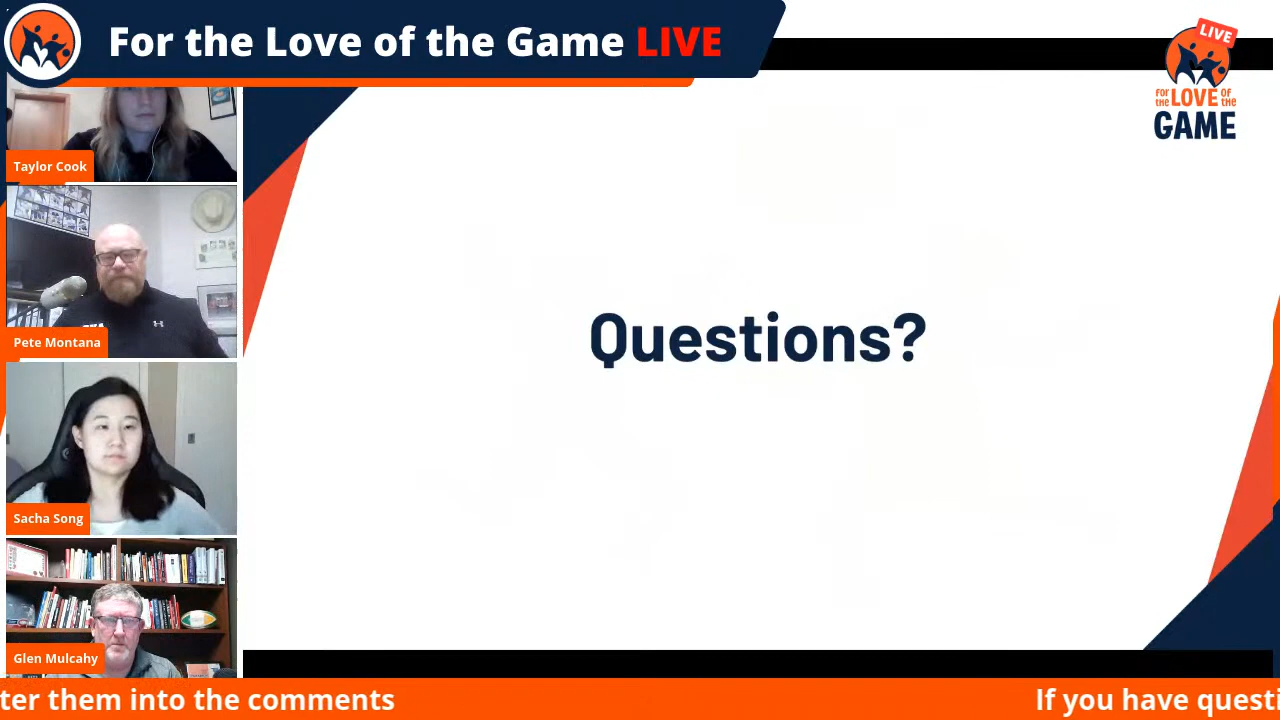 For the Love of the Game LIVE
LIVE
FOR the LOVE OF the
GAME
Taylor Cook
Pete Montana
Sacha Song
Glen Mulcahy
Questions?
ter them into the comments
If you have questi